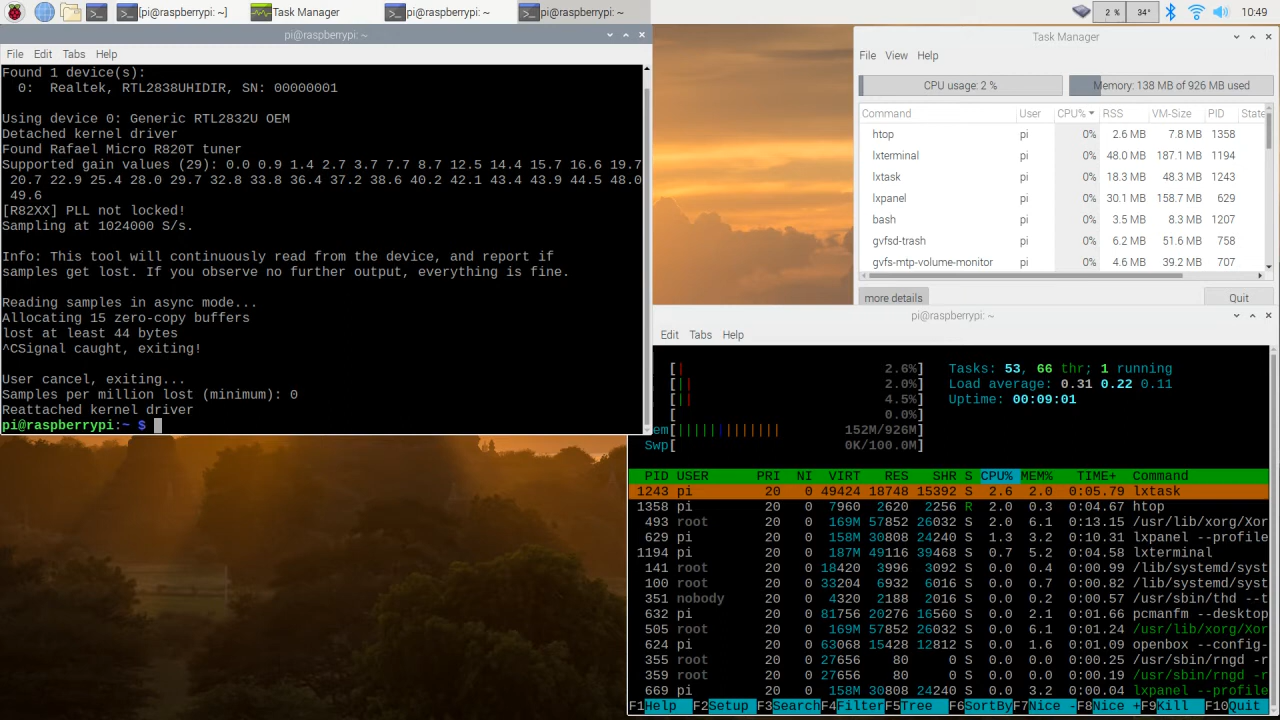 [pi@raspberrypi: ~]
Task Manager
pi@raspberrypi: ~
pi@raspberrypi: ~
2 %
34°
10:49
pi@raspberrypi: ~
File Edit Tabs Help
Found 1 device(s):
0: Realtek, RTL2838UHIDIR, SN: 00000001
Using device 0: Generic RTL2832U OEM
Detached kernel driver
Found Rafael Micro R820T tuner
Supported gain values (29): 0.0 0.9 1.4 2.7 3.7 7.7 8.7 12.5 14.4 15.7 16.6 19.7
20.7 22.9 25.4 28.0 29.7 32.8 33.8 36.4 37.2 38.6 40.2 42.1 43.4 43.9 44.5 48.0
49.6
[R82XX] PLL not locked!
Sampling at 1024000 S/s.
Info: This tool will continuously read from the device, and report if
samples get lost. If you observe no further output, everything is fine.
Reading samples in async mode...
Allocating 15 zero-copy buffers
lost at least 44 bytes
^CSignal caught, exiting!
User cancel, exiting...
Samples per million lost (minimum): 0
Reattached kernel driver
pi@raspberrypi:~ $
Task Manager
File View Help
CPU usage: 2 %
Memory: 138 MB of 926 MB used
Command User CPU% RSS VM-Size PID State
htop pi 0% 2.6 MB 7.8 MB 1358
lxterminal pi 0% 48.0 MB 187.1 MB 1194
lxtask pi 0% 18.3 MB 48.3 MB 1243
lxpanel pi 0% 30.1 MB 158.7 MB 629
bash pi 0% 3.5 MB 8.3 MB 1207
gvfsd-trash pi 0% 6.2 MB 51.6 MB 758
gvfs-mtp-volume-monitor pi 0% 4.6 MB 39.2 MB 707
more details
Quit
pi@raspberrypi: ~
Edit Tabs Help
[| 2.6%] Tasks: 53, 66 thr; 1 running
[|| 2.0%] Load average: 0.31 0.22 0.11
[|| 4.5%] Uptime: 00:09:01
[ 0.0%]
em[||||||||||||| 152M/926M]
Swp[ 0K/100.0M]
PID USER PRI NI VIRT RES SHR S CPU% MEM% TIME+ Command
1243 pi 20 0 49424 18748 15392 S 2.6 2.0 0:05.79 lxtask
1358 pi 20 0 7960 2620 2256 R 2.0 0.3 0:04.67 htop
493 root 20 0 169M 57852 26032 S 2.0 6.1 0:13.15 /usr/lib/xorg/Xor
629 pi 20 0 158M 30808 24240 S 1.3 3.2 0:10.31 lxpanel --profile
1194 pi 20 0 187M 49116 39468 S 0.7 5.2 0:04.58 lxterminal
141 root 20 0 18420 3996 3092 S 0.0 0.4 0:00.99 /lib/systemd/syst
100 root 20 0 33204 6932 6016 S 0.0 0.7 0:00.82 /lib/systemd/syst
351 nobody 20 0 4320 2188 2016 S 0.0 0.2 0:00.57 /usr/sbin/thd --t
632 pi 20 0 81756 20276 16560 S 0.0 2.1 0:01.66 pcmanfm --desktop
505 root 20 0 169M 57852 26032 S 0.0 6.1 0:01.24 /usr/lib/xorg/Xor
624 pi 20 0 63068 15428 12812 S 0.0 1.6 0:01.09 openbox --config-
355 root 20 0 27656 80 0 S 0.0 0.0 0:00.25 /usr/sbin/rngd -r
359 root 20 0 27656 80 0 S 0.0 0.0 0:00.19 /usr/sbin/rngd -r
669 pi 20 0 158M 30808 24240 S 0.0 3.2 0:00.04 lxpanel --profile
F1Help F2Setup F3SearchF4FilterF5Tree F6SortByF7Nice -F8Nice +F9Kill F10Quit